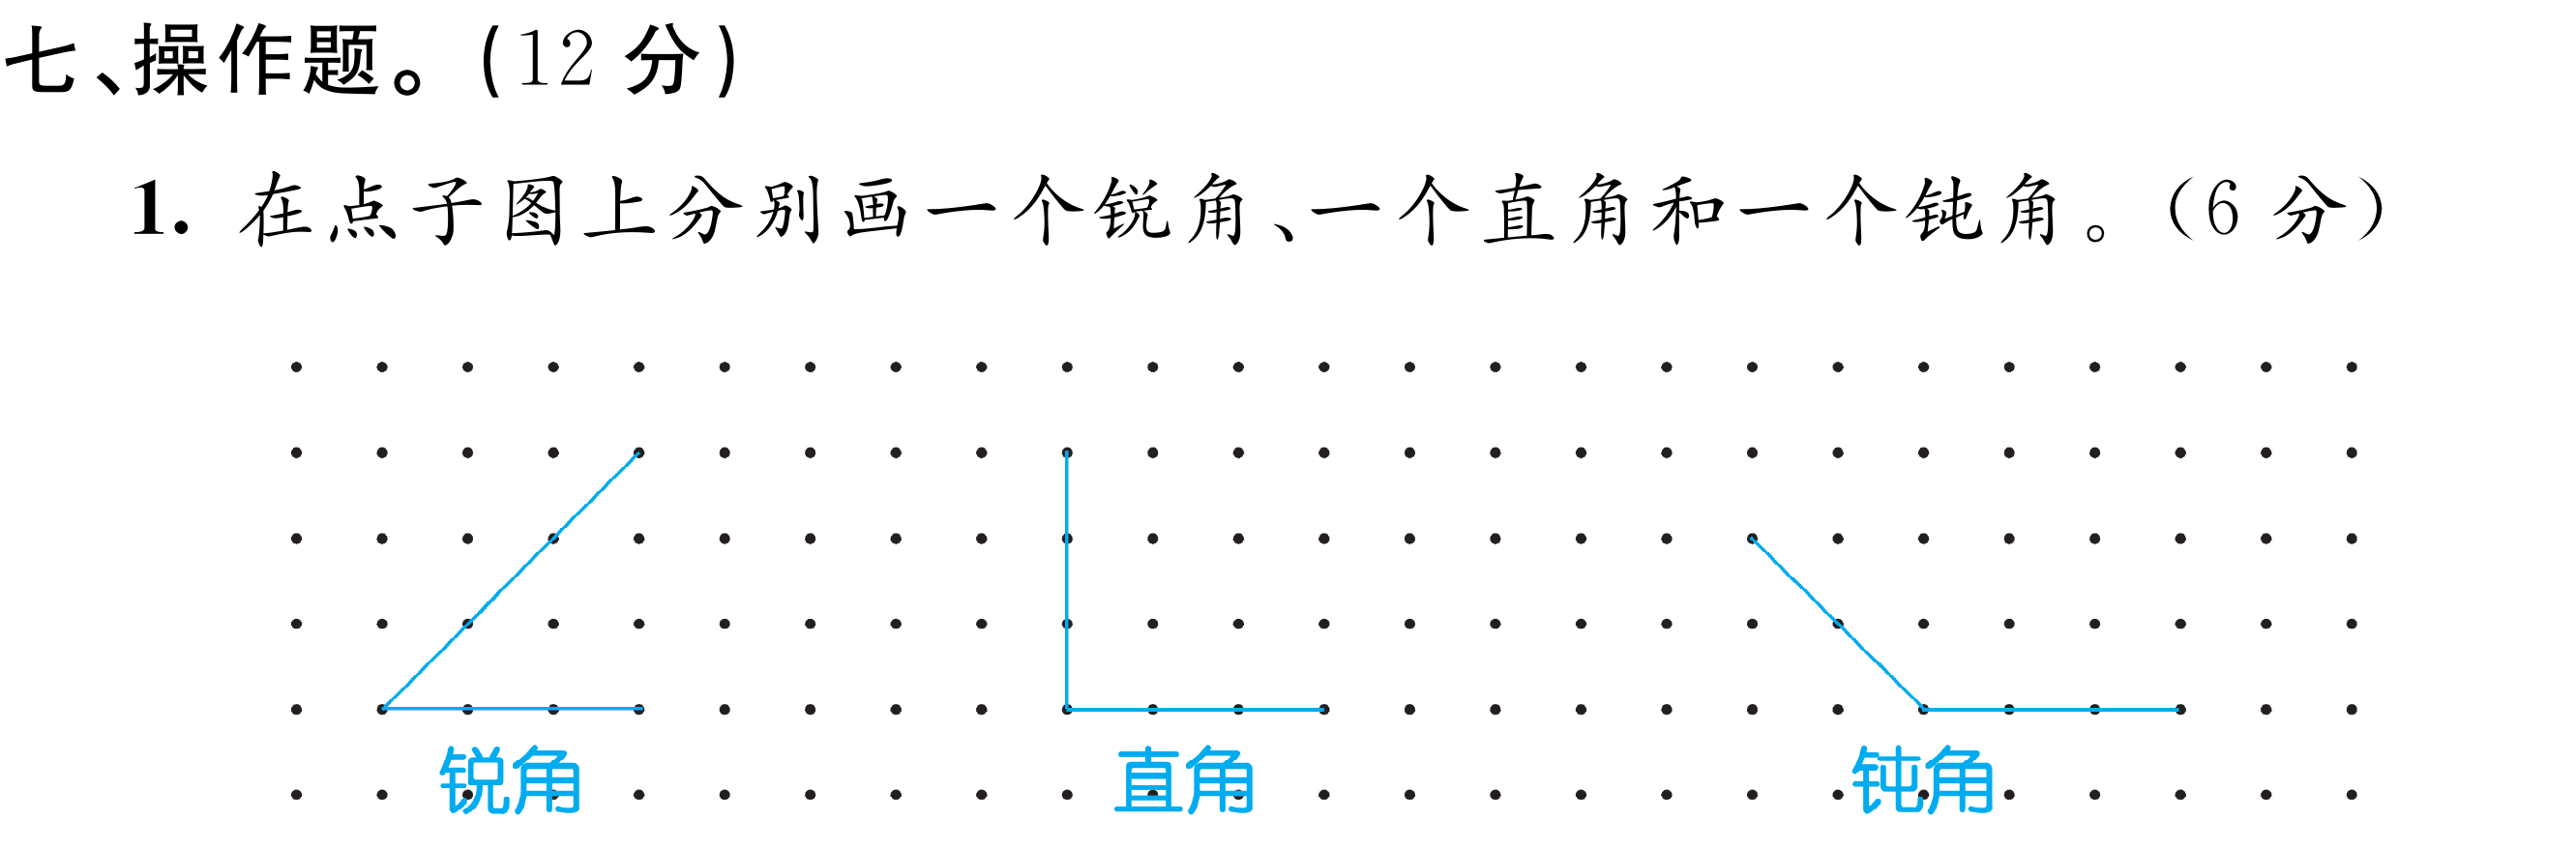 七、操作题。(12 分)
1. 在点子图上分别画一个锐角、一个直角和一个钝角。(6 分)
锐角 直角 钝角